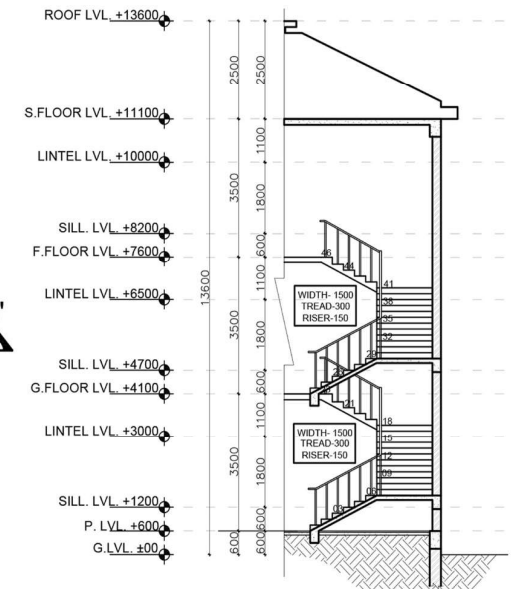 ROOF LVL. +13600
S.FLOOR LVL. +11100
LINTEL LVL. +10000
SILL. LVL. +8200
F.FLOOR LVL. +7600
LINTEL LVL. +6500
SILL. LVL. +4700
G.FLOOR LVL. +4100
LINTEL LVL. +3000
SILL. LVL. +1200
P. LVL. +600
G.LVL. ±00
13600
2500
3500
3500
3500
600
2500
1100
1800
600
1100
1800
600
1100
1800
600
600
46
44
41
38
35
32
29
WIDTH- 1500
TREAD-300
RISER-150
21
18
15
12
09
06
03
WIDTH- 1500
TREAD-300
RISER-150